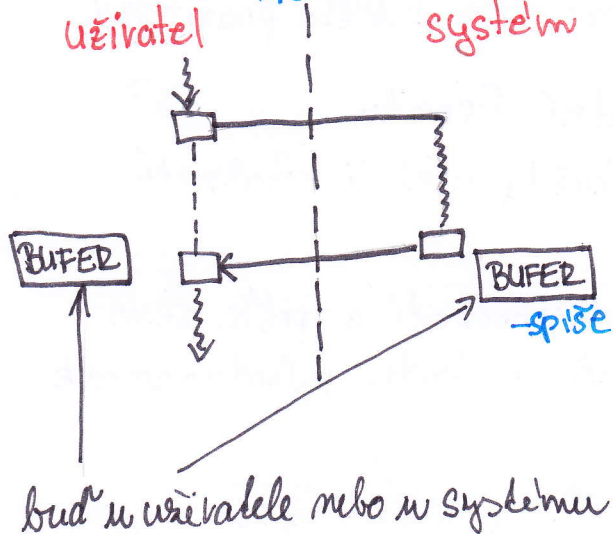 uživatel
systém
BUFER
BUFER
-spíše
buď u uživatele nebo u systému